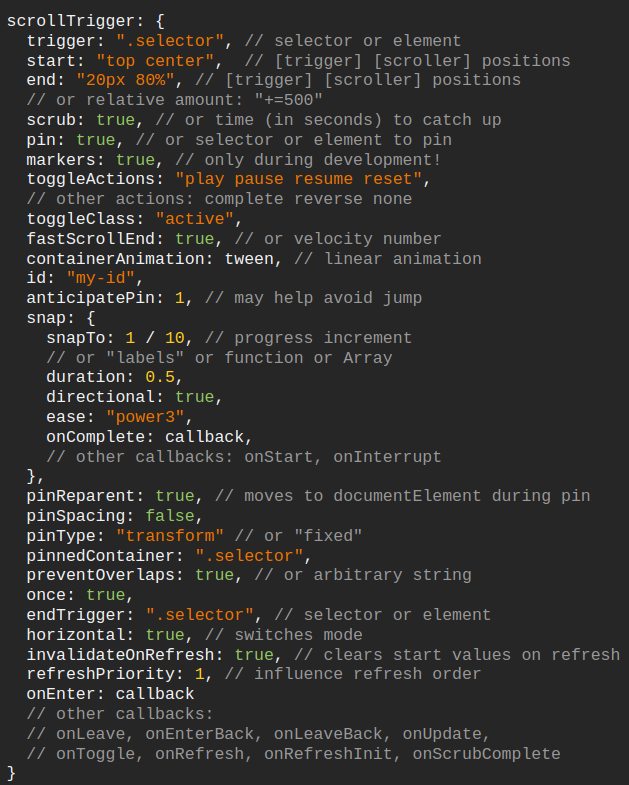 scrollTrigger: {
  trigger: ".selector", // selector or element
  start: "top center",  // [trigger] [scroller] positions
  end: "20px 80%", // [trigger] [scroller] positions
  // or relative amount: "+=500"
  scrub: true, // or time (in seconds) to catch up
  pin: true, // or selector or element to pin
  markers: true, // only during development!
  toggleActions: "play pause resume reset",
  // other actions: complete reverse none
  toggleClass: "active",
  fastScrollEnd: true, // or velocity number
  containerAnimation: tween, // linear animation
  id: "my-id",
  anticipatePin: 1, // may help avoid jump
  snap: {
    snapTo: 1 / 10, // progress increment
    // or "labels" or function or Array
    duration: 0.5,
    directional: true,
    ease: "power3",
    onComplete: callback,
    // other callbacks: onStart, onInterrupt
  },
  pinReparent: true, // moves to documentElement during pin
  pinSpacing: false,
  pinType: "transform" // or "fixed"
  pinnedContainer: ".selector",
  preventOverlaps: true, // or arbitrary string
  once: true,
  endTrigger: ".selector", // selector or element
  horizontal: true, // switches mode
  invalidateOnRefresh: true, // clears start values on refresh
  refreshPriority: 1, // influence refresh order
  onEnter: callback
  // other callbacks:
  // onLeave, onEnterBack, onLeaveBack, onUpdate,
  // onToggle, onRefresh, onRefreshInit, onScrubComplete
}